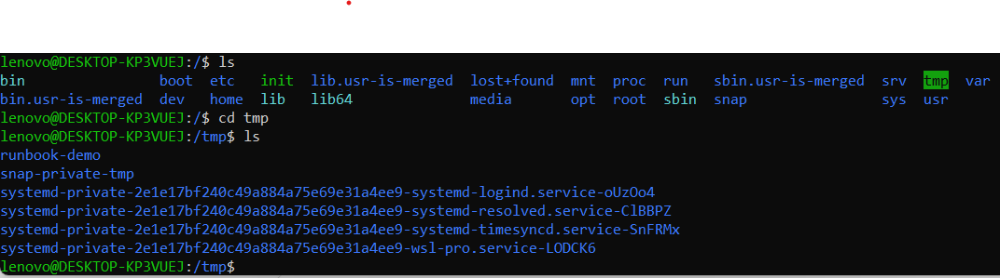 lenovo@DESKTOP-KP3VUEJ:/$ ls
bin boot etc init lib.usr-is-merged lost+found mnt proc run sbin.usr-is-merged srv tmp var
bin.usr-is-merged dev home lib lib64 media opt root sbin snap sys usr
lenovo@DESKTOP-KP3VUEJ:/$ cd tmp
lenovo@DESKTOP-KP3VUEJ:/tmp$ ls
runbook-demo
snap-private-tmp
systemd-private-2e1e17bf240c49a884a75e69e31a4ee9-systemd-logind.service-oUzOo4
systemd-private-2e1e17bf240c49a884a75e69e31a4ee9-systemd-resolved.service-ClBBPZ
systemd-private-2e1e17bf240c49a884a75e69e31a4ee9-systemd-timesyncd.service-SnFRMx
systemd-private-2e1e17bf240c49a884a75e69e31a4ee9-wsl-pro.service-LODCK6
lenovo@DESKTOP-KP3VUEJ:/tmp$